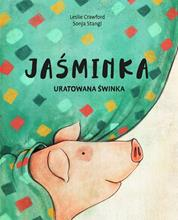 Leslie Crawford
Sonja Stangl
JAŚMINKA
URATOWANA ŚWINKA